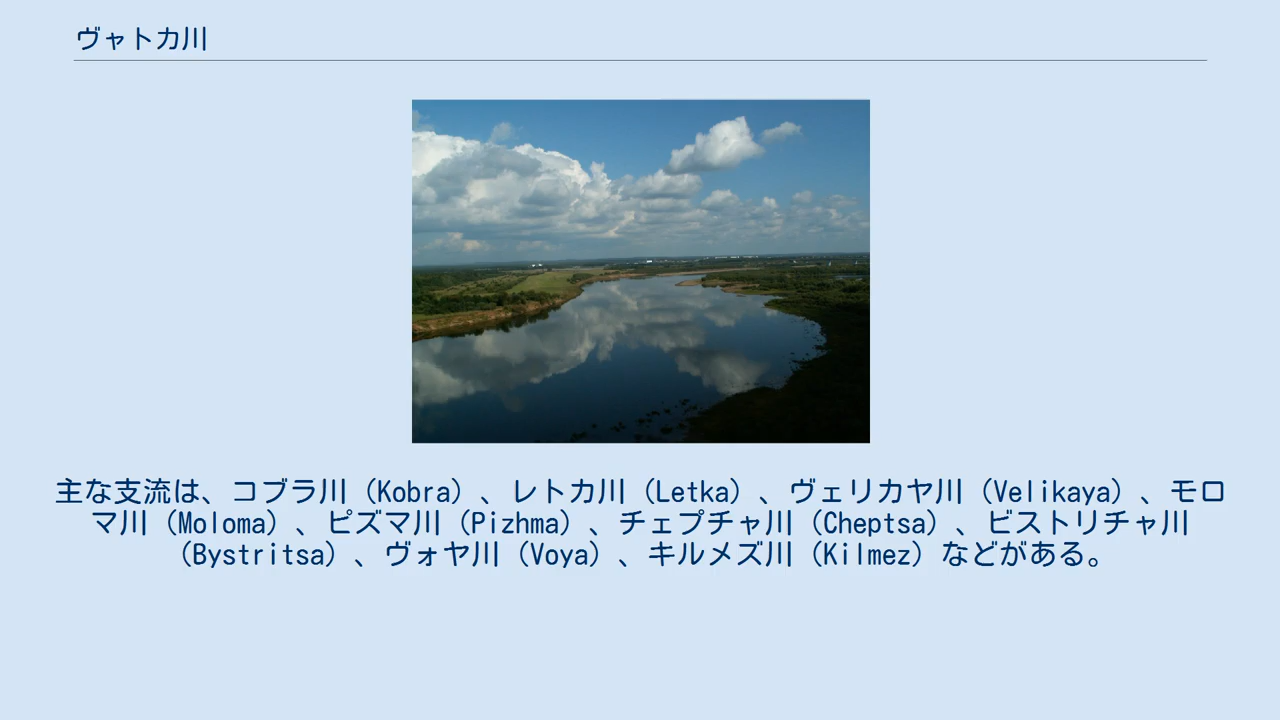 ヴャトカ川
主な支流は、コブラ川（Kobra）、レトカ川（Letka）、ヴェリカヤ川（Velikaya）、モロ
マ川（Moloma）、ピズマ川（Pizhma）、チェプチャ川（Cheptsa）、ビストリチャ川
（Bystritsa）、ヴォヤ川（Voya）、キルメズ川（Kilmez）などがある。